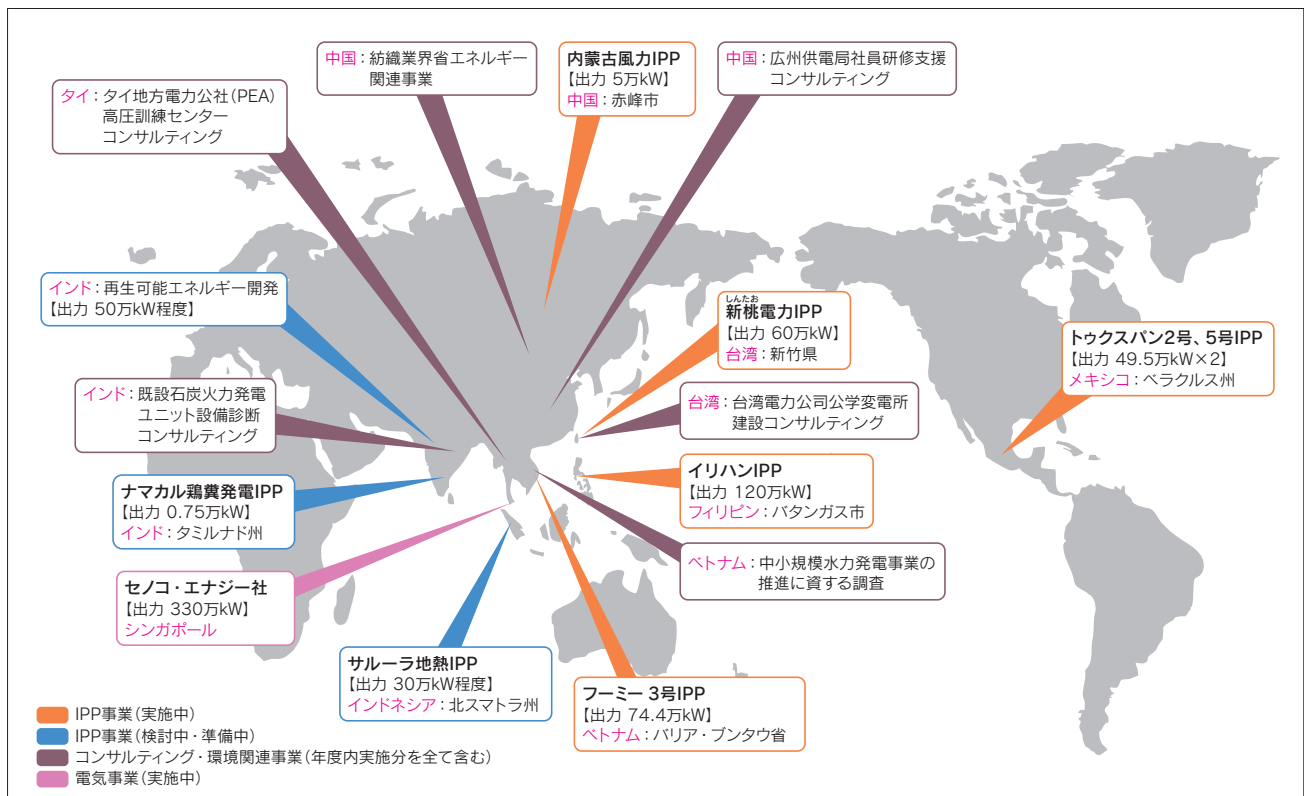 中国：紡織業界省エネルギー
関連事業
内蒙古風力IPP
【出力 5万kW】
中国：赤峰市
中国：広州供電局社員研修支援
コンサルティング
タイ：タイ地方電力公社(PEA)
高圧訓練センター
コンサルティング
インド：再生可能エネルギー開発
【出力 50万kW程度】
しんたお
新桃電力IPP
【出力 60万kW】
台湾：新竹県
トゥクスパン2号、5号IPP
【出力 49.5万kW×2】
メキシコ：ベラクルス州
インド：既設石炭火力発電
ユニット設備診断
コンサルティング
台湾：台湾電力公司公学変電所
建設コンサルティング
ナマカル鶏糞発電IPP
【出力 0.75万kW】
インド：タミルナド州
イリハンIPP
【出力 120万kW】
フィリピン：バタンガス市
ベトナム：中小規模水力発電事業の
推進に資する調査
セノコ・エナジー社
【出力 330万kW】
シンガポール
サルーラ地熱IPP
【出力 30万kW程度】
インドネシア：北スマトラ州
フーミー 3号IPP
【出力 74.4万kW】
ベトナム：バリア・ブンタウ省
IPP事業(実施中)
IPP事業(検討中・準備中)
コンサルティング・環境関連事業(年度内実施分を全て含む)
電気事業(実施中)